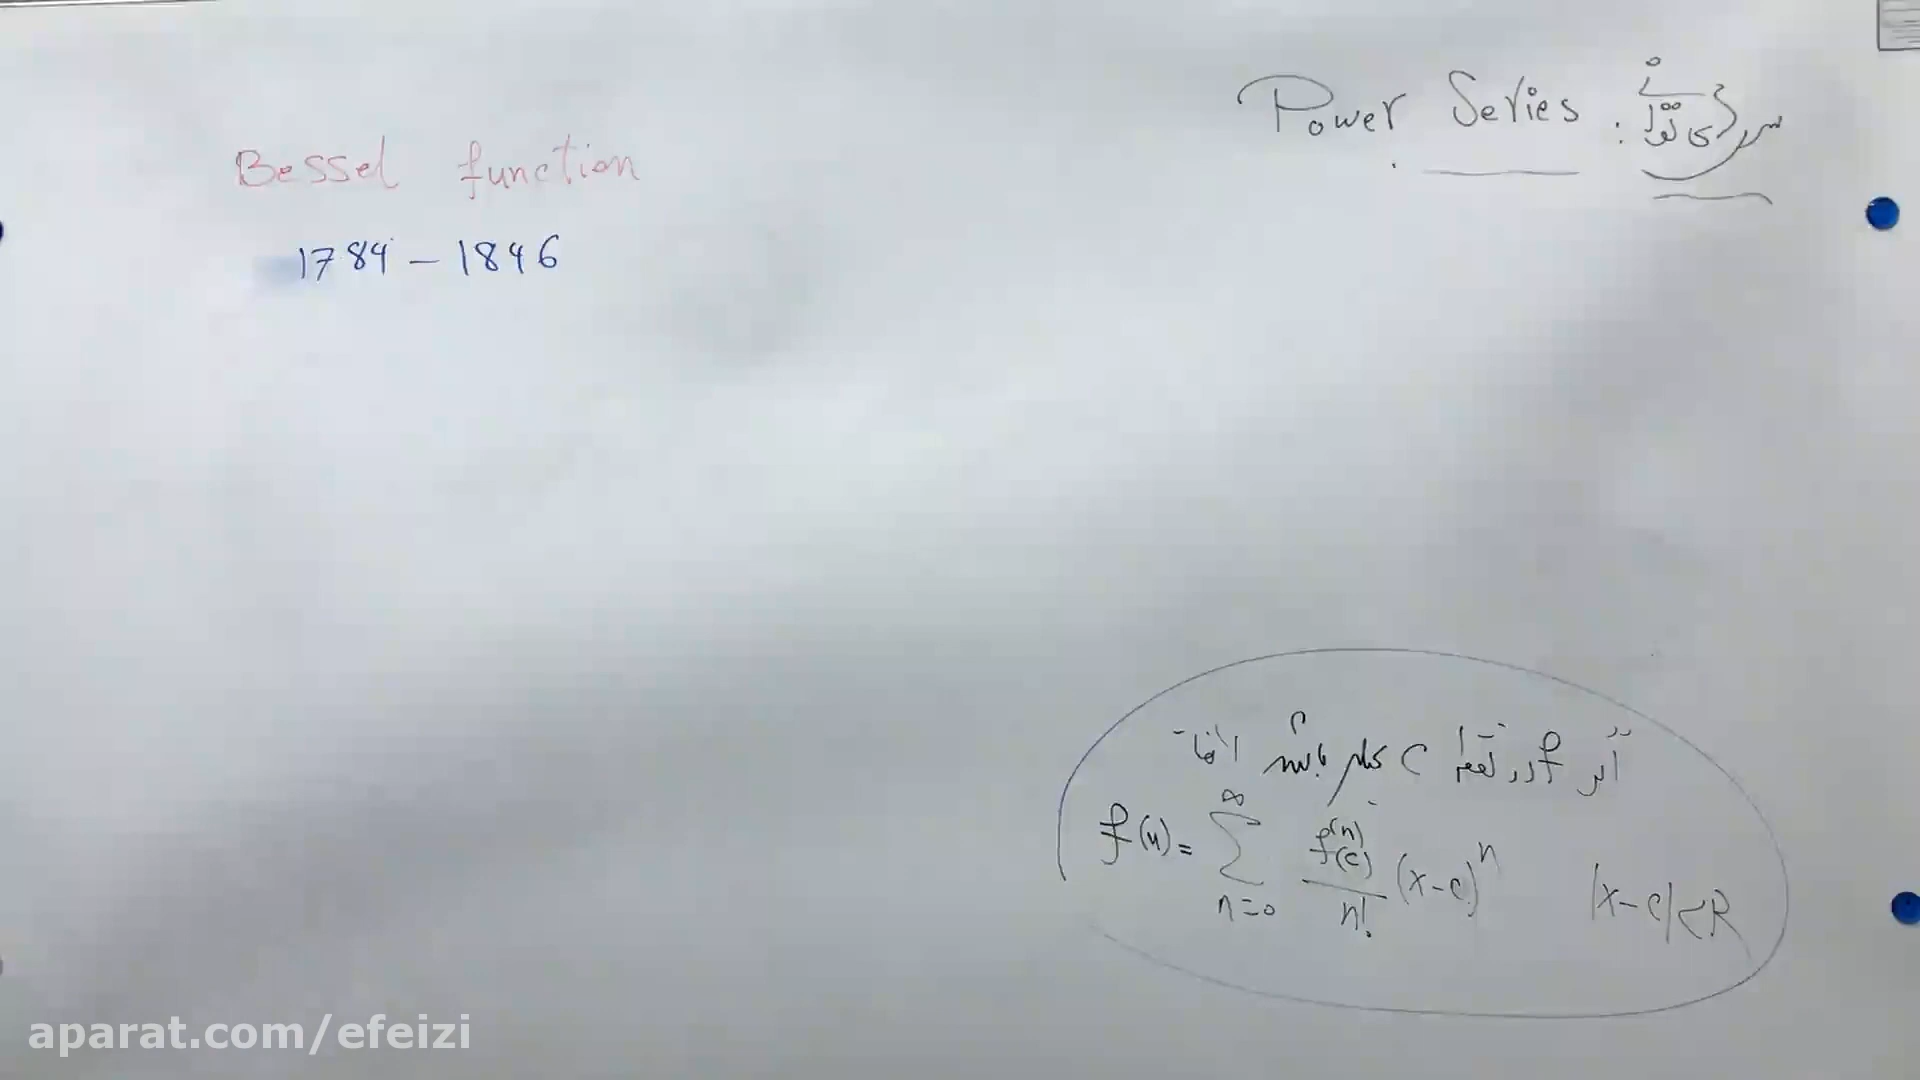 Power Series : سری های توانی
Bessel function
1784 – 1846
اگر f در نقطه c تحلیلی باشد آنگاه
f(x) = ∑_{n=0}^{∞} f^{(n)}(c)/n! (x-c)^n |x-c|<R
aparat.com/efeizi